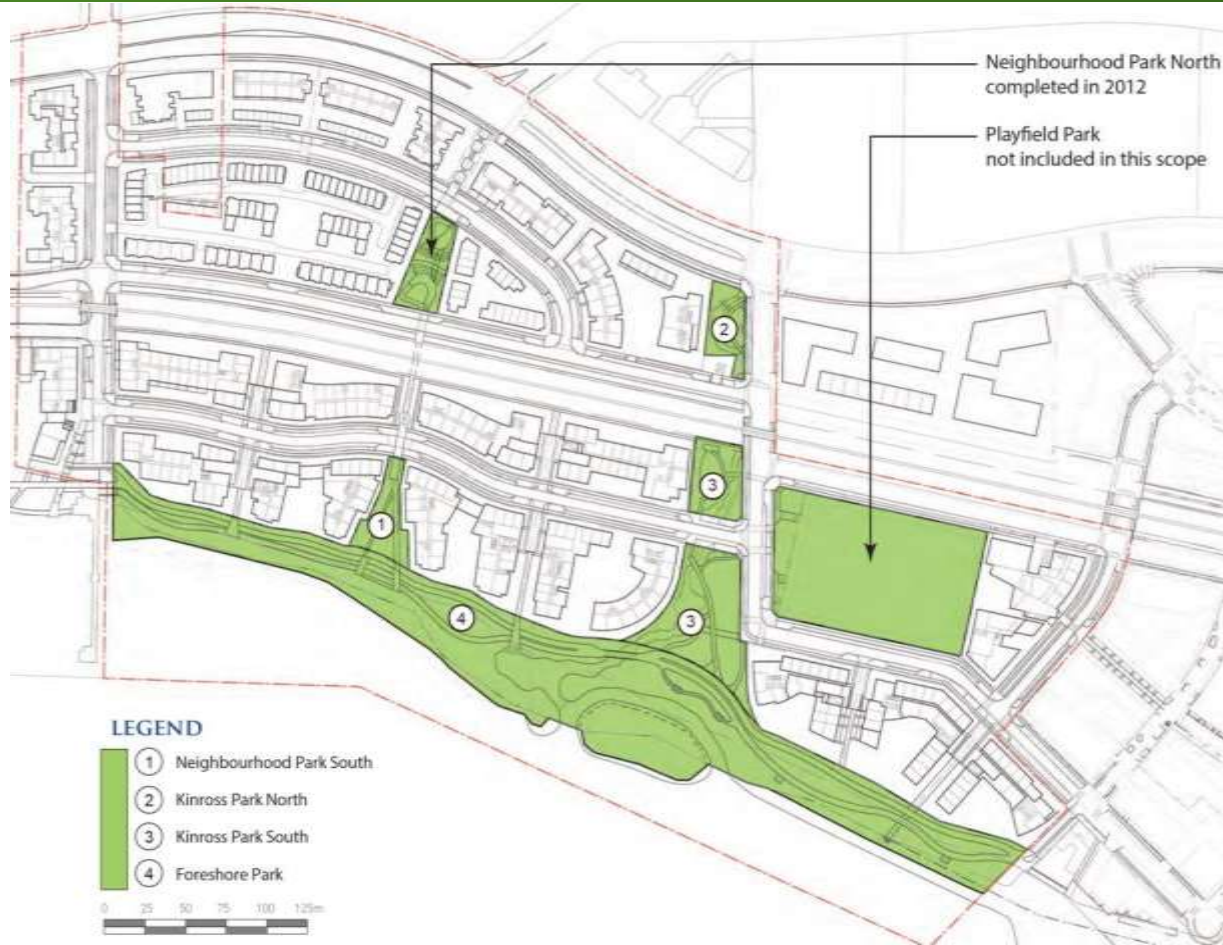 Neighbourhood Park North
completed in 2012
Playfield Park
not included in this scope
2
3
1
3
4
LEGEND
1 Neighbourhood Park South
2 Kinross Park North
3 Kinross Park South
4 Foreshore Park
0 25 50 75 100 125m